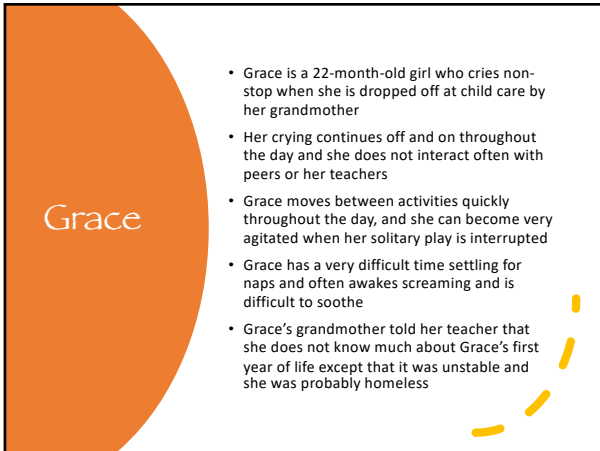 Grace
• Grace is a 22-month-old girl who cries non-
stop when she is dropped off at child care by
her grandmother
• Her crying continues off and on throughout
the day and she does not interact often with
peers or her teachers
• Grace moves between activities quickly
throughout the day, and she can become very
agitated when her solitary play is interrupted
• Grace has a very difficult time settling for
naps and often awakes screaming and is
difficult to soothe
• Grace’s grandmother told her teacher that
she does not know much about Grace’s first
year of life except that it was unstable and
she was probably homeless